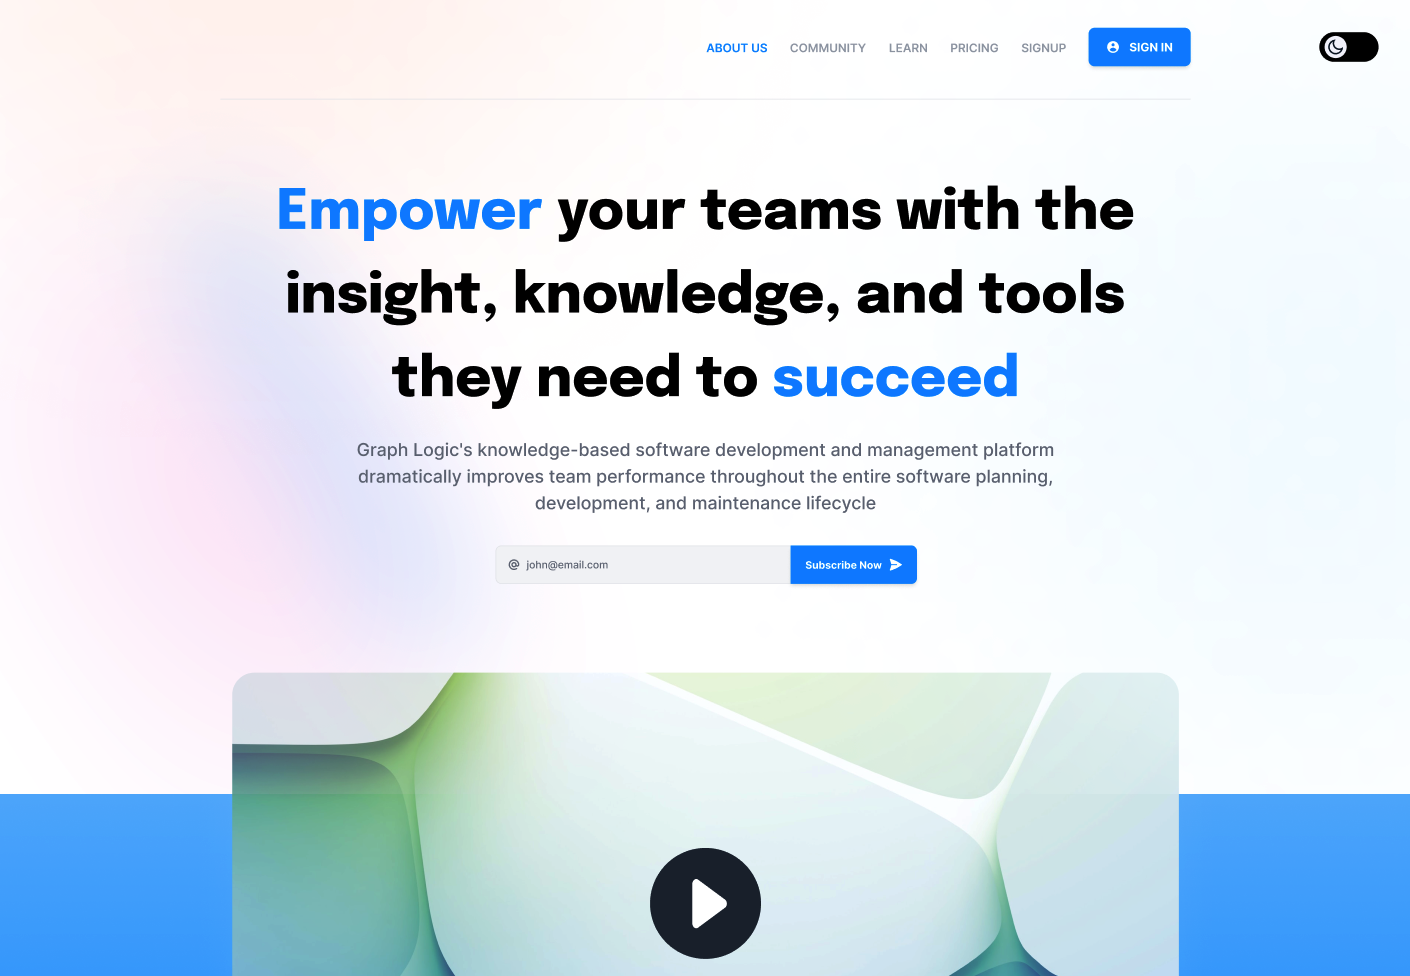 ABOUT US COMMUNITY LEARN PRICING SIGNUP SIGN IN
Empower your teams with the
insight, knowledge, and tools
they need to succeed
Graph Logic's knowledge-based software development and management platform
dramatically improves team performance throughout the entire software planning,
development, and maintenance lifecycle
john@email.com Subscribe Now